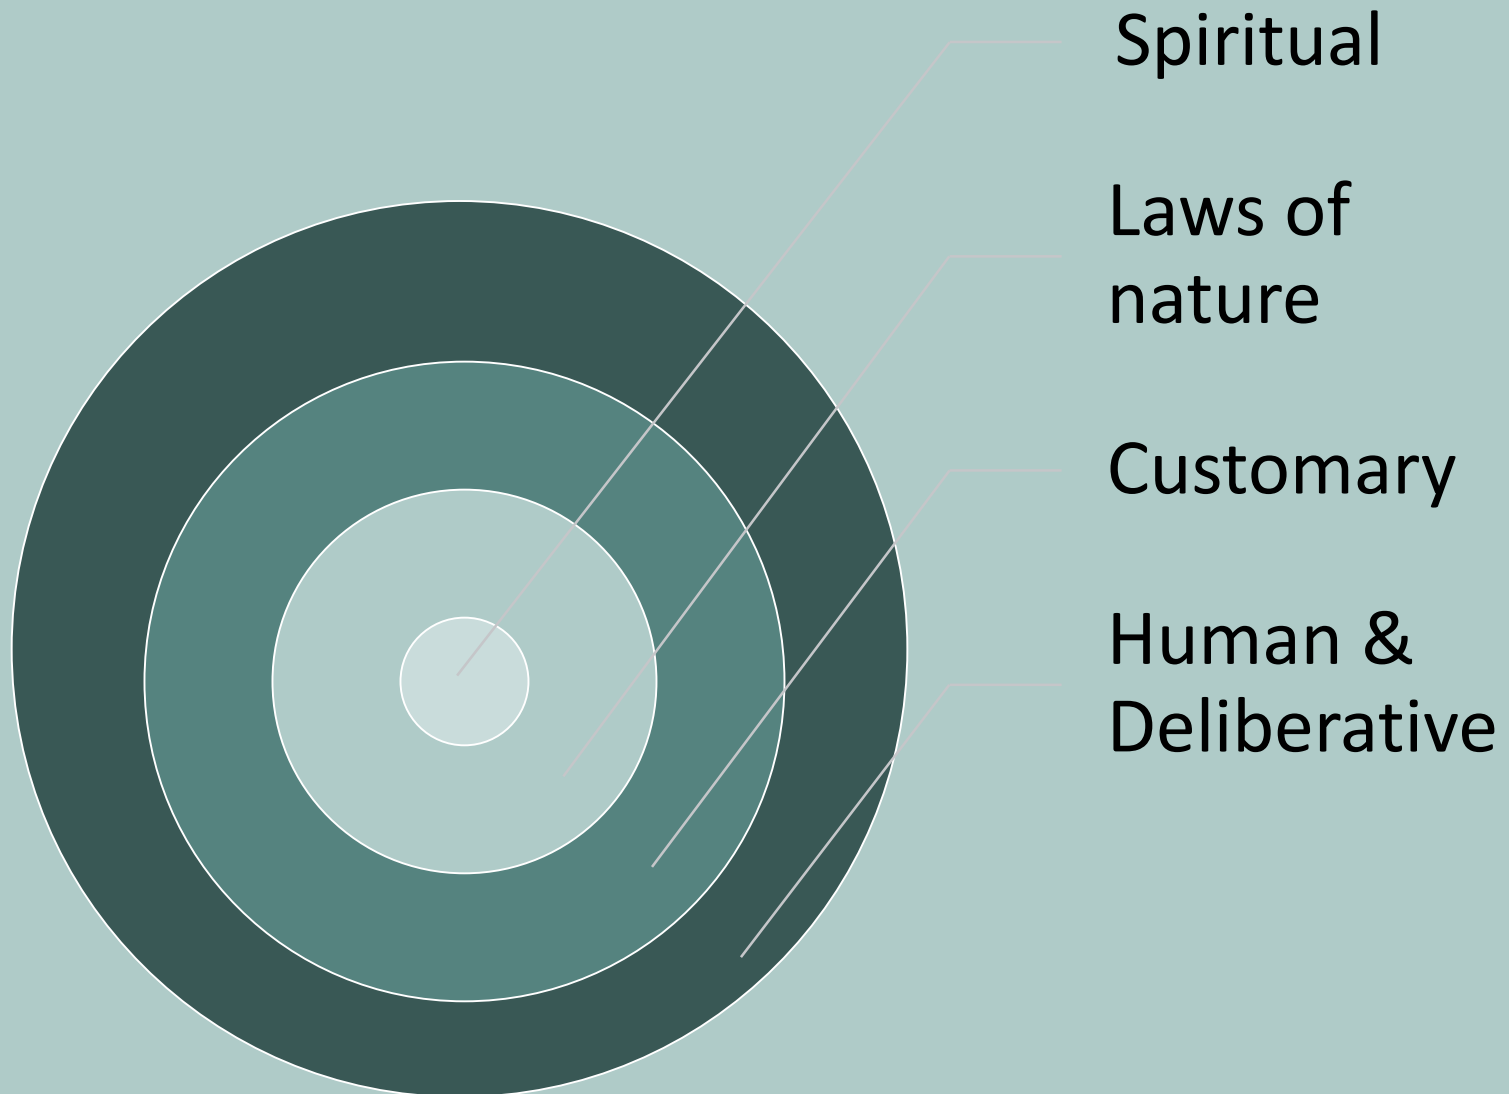 Spiritual
Laws of
nature
Customary
Human &
Deliberative